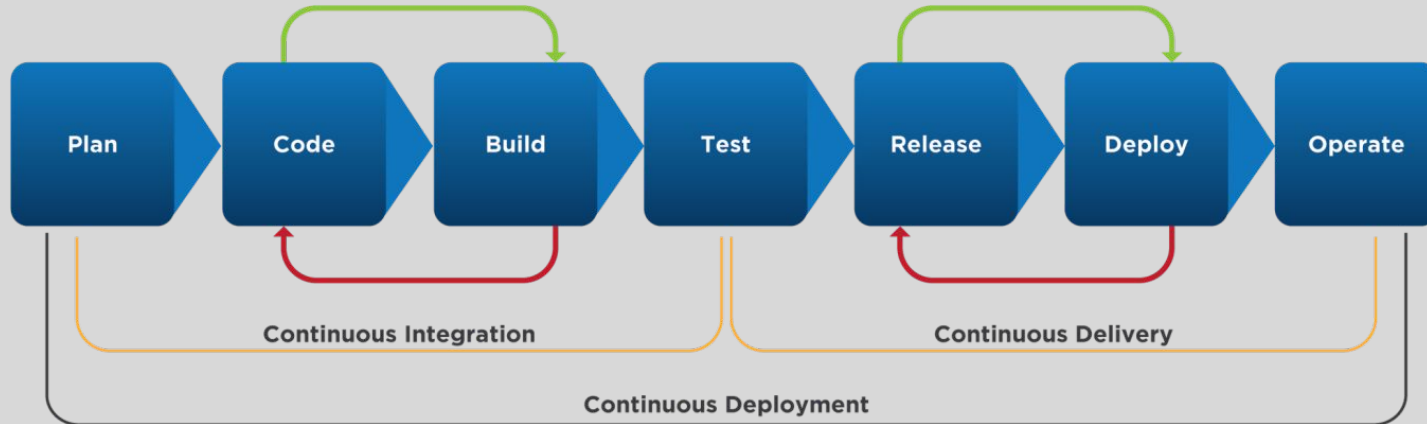 Plan
Code
Build
Test
Release
Deploy
Operate
Continuous Integration
Continuous Delivery
Continuous Deployment